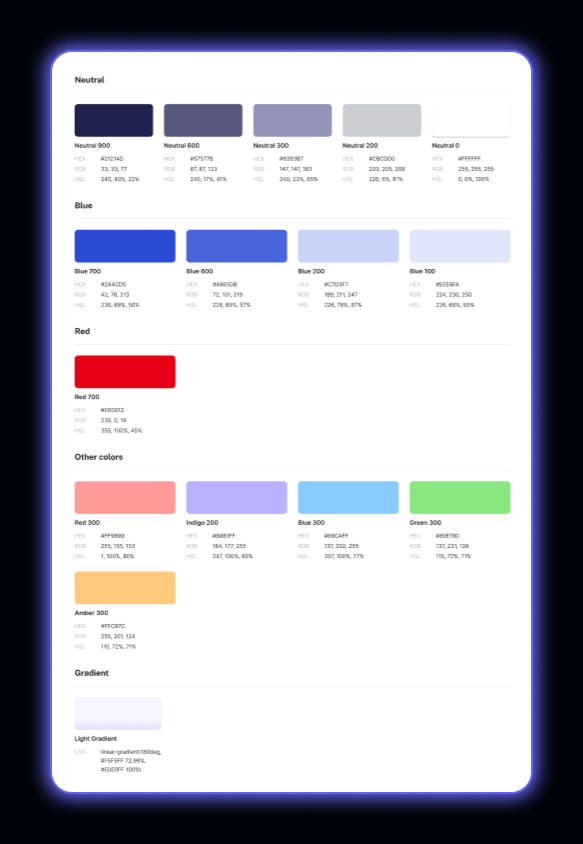 Neutral
Neutral 900 Neutral 600 Neutral 300 Neutral 200 Neutral 0
HEX #21214D HEX #57577B HEX #9393B7 HEX #CBCDD0 HEX #FFFFFF
RGB 33, 33, 77 RGB 87, 87, 123 RGB 147, 147, 183 RGB 203, 205, 208 RGB 255, 255, 255
HSL 240, 40%, 22% HSL 240, 17%, 41% HSL 240, 23%, 65% HSL 220, 6%, 81% HSL 0, 0%, 100%
Blue
Blue 700 Blue 600 Blue 200 Blue 100
HEX #2A4CD5 HEX #4865DB HEX #C7D3F7 HEX #E0E6FA
RGB 42, 76, 213 RGB 72, 101, 219 RGB 199, 211, 247 RGB 224, 230, 250
HSL 230, 68%, 50% HSL 228, 69%, 57% HSL 226, 76%, 87% HSL 226, 68%, 93%
Red
Red 700
HEX #E60013
RGB 230, 0, 19
HSL 355, 100%, 45%
Other colors
Red 300 Indigo 200 Blue 300 Green 300
HEX #FF9B99 HEX #B8B1FF HEX #89CAFF HEX #89E780
RGB 255, 155, 153 RGB 184, 177, 255 RGB 137, 202, 255 RGB 137, 231, 128
HSL 1, 100%, 80% HSL 247, 100%, 85% HSL 207, 100%, 77% HSL 115, 72%, 71%
Amber 300
HEX #FFC97C
RGB 255, 201, 124
HSL 115, 72%, 71%
Gradient
Light Gradient
CSS linear-gradient(180deg,
#F5F5FF 72.99%,
#E0E0FF 100%)